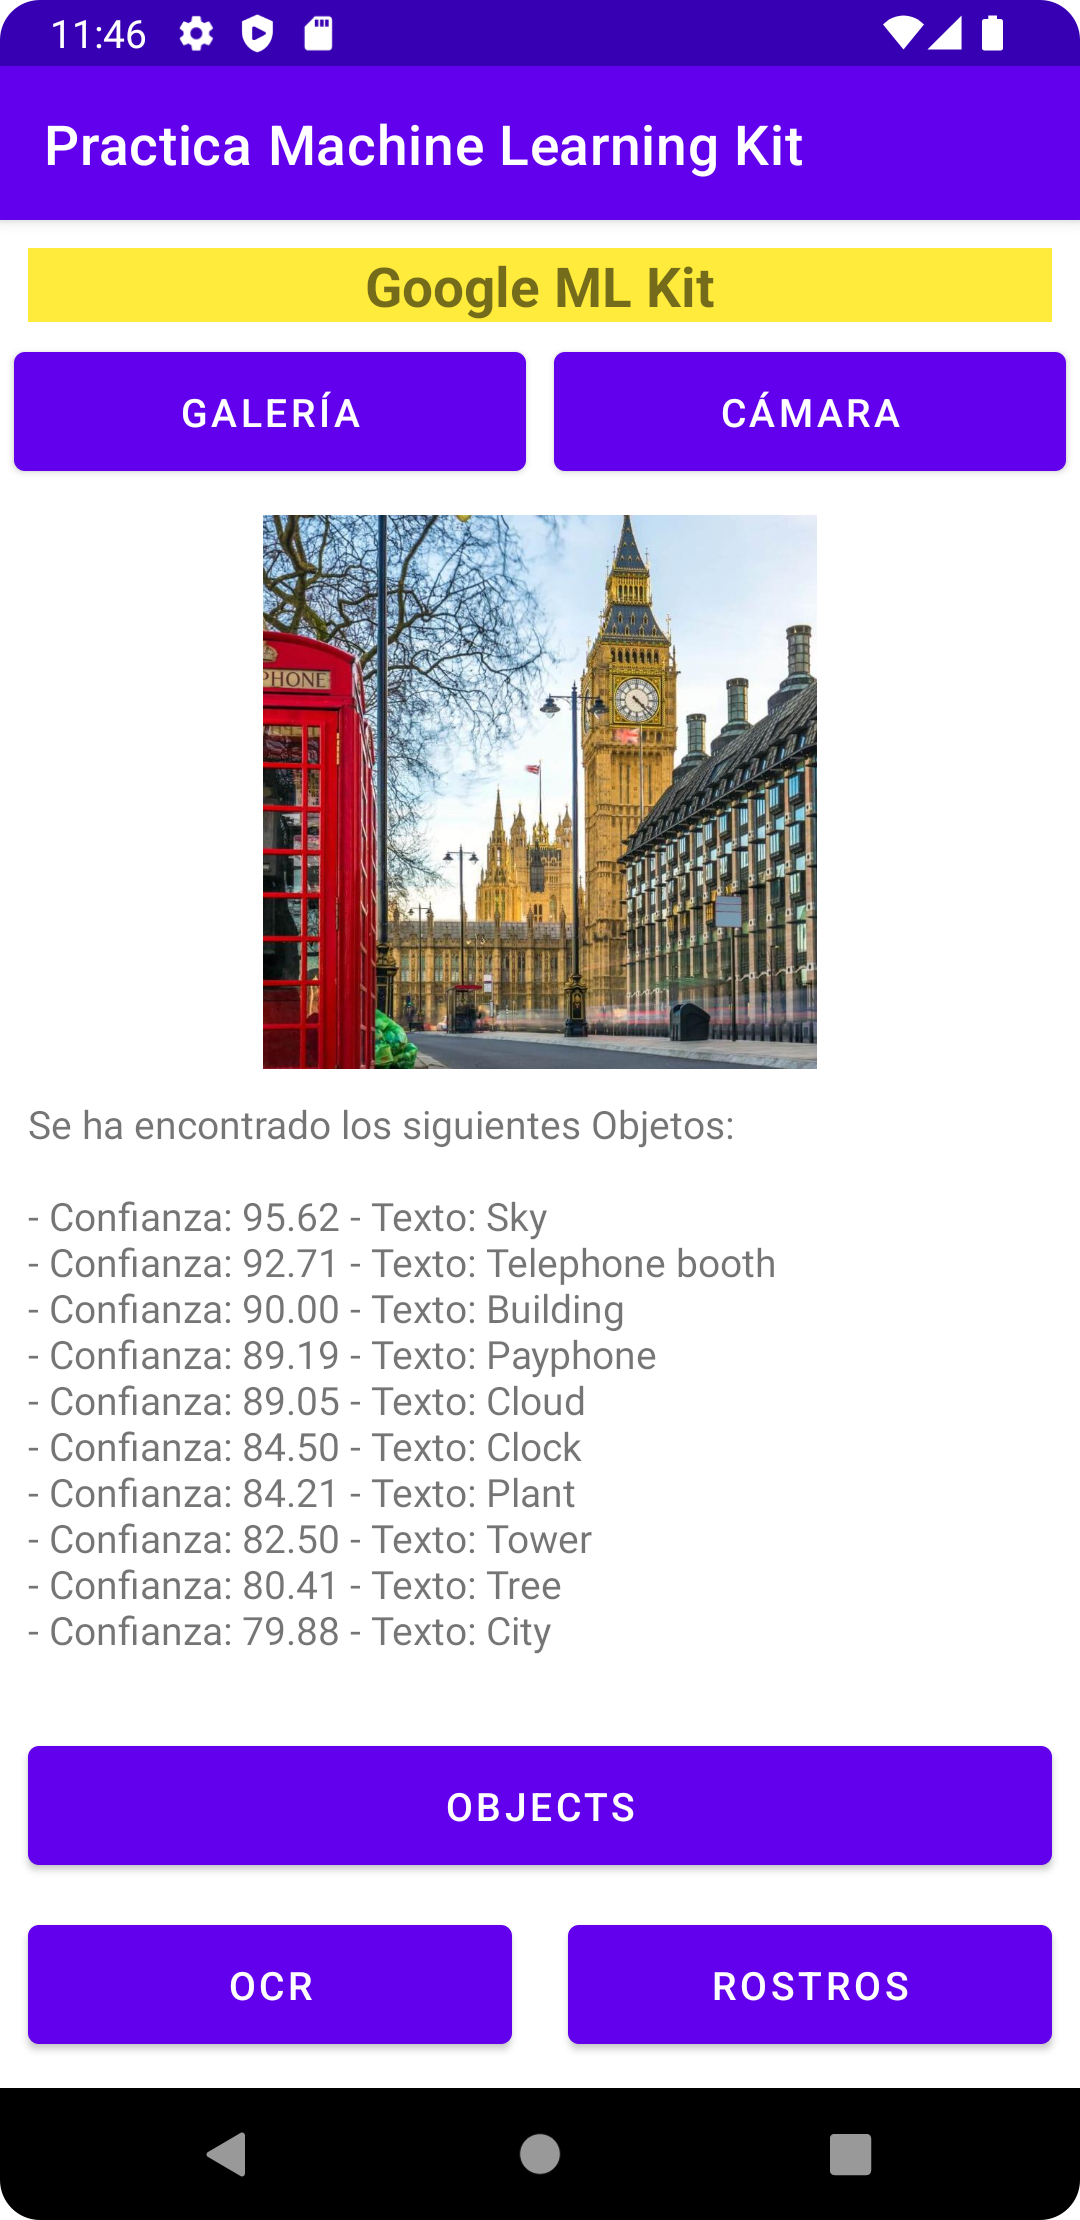 11:46
Practica Machine Learning Kit
Google ML Kit
GALERÍA
CÁMARA
PHONE
Se ha encontrado los siguientes Objetos:
- Confianza: 95.62 - Texto: Sky
- Confianza: 92.71 - Texto: Telephone booth
- Confianza: 90.00 - Texto: Building
- Confianza: 89.19 - Texto: Payphone
- Confianza: 89.05 - Texto: Cloud
- Confianza: 84.50 - Texto: Clock
- Confianza: 84.21 - Texto: Plant
- Confianza: 82.50 - Texto: Tower
- Confianza: 80.41 - Texto: Tree
- Confianza: 79.88 - Texto: City
OBJECTS
OCR
ROSTROS